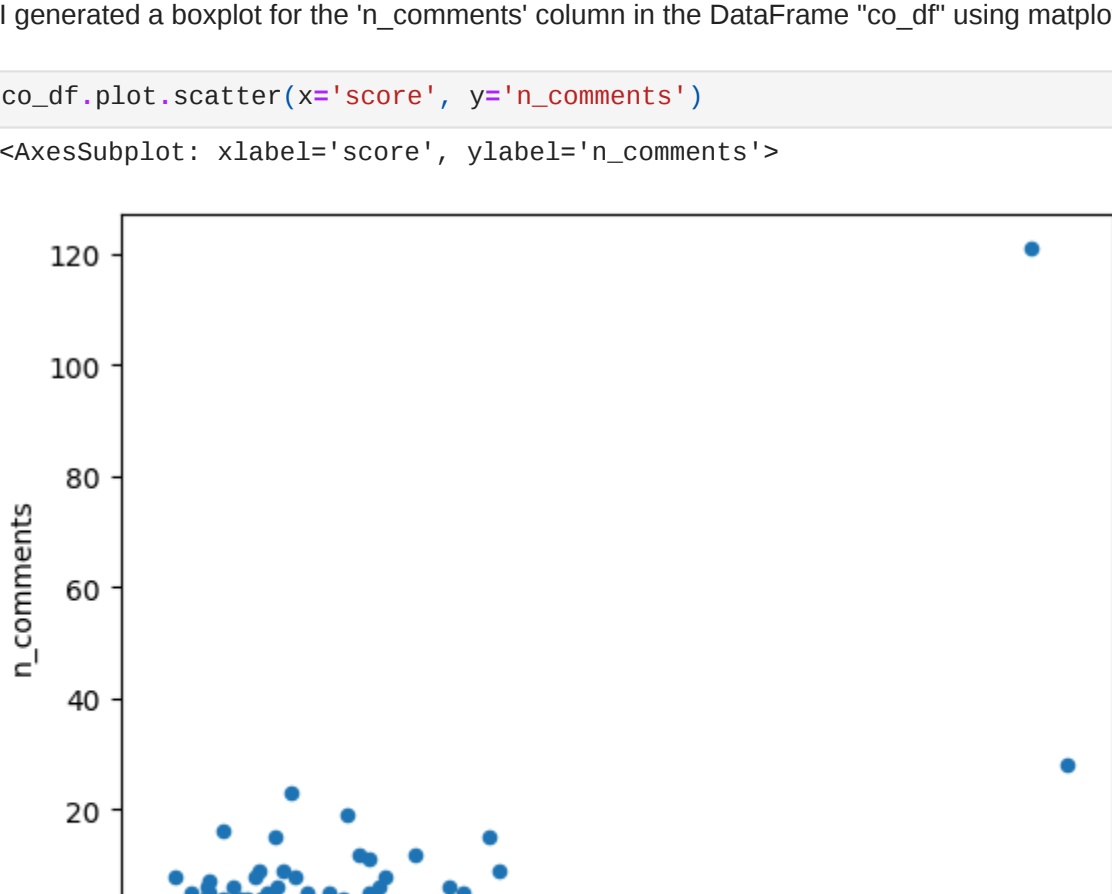 I generated a boxplot for the 'n_comments' column in the DataFrame "co_df" using matplo
co_df.plot.scatter(x='score', y='n_comments')
<AxesSubplot: xlabel='score', ylabel='n_comments'>
120
100
80
60
40
20
n_comments